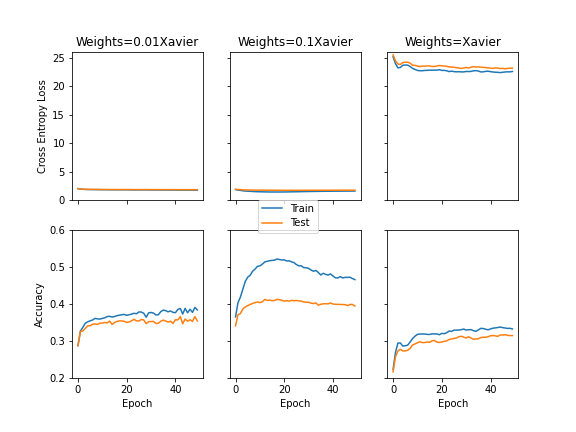 Weights=0.01Xavier Weights=0.1Xavier Weights=Xavier
Cross Entropy Loss
25
20
15
10
5
0
Train
Test
Accuracy
0.6
0.5
0.4
0.3
0.2
0 20 40 0 20 40 0 20 40
Epoch Epoch Epoch